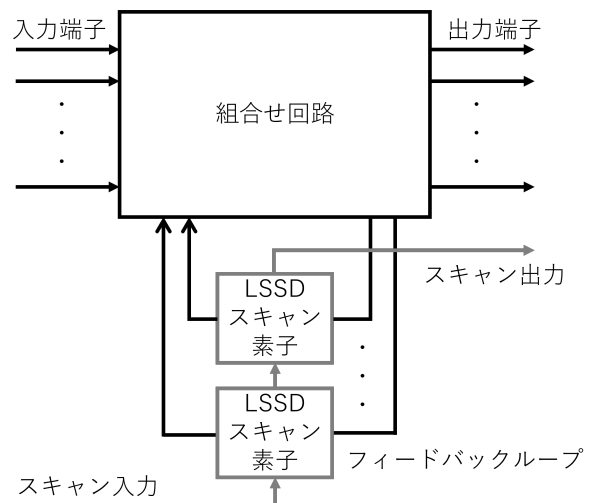 入力端子
出力端子
組合せ回路
スキャン出力
LSSD
スキャン
素子
LSSD
スキャン
素子
フィードバックループ
スキャン入力